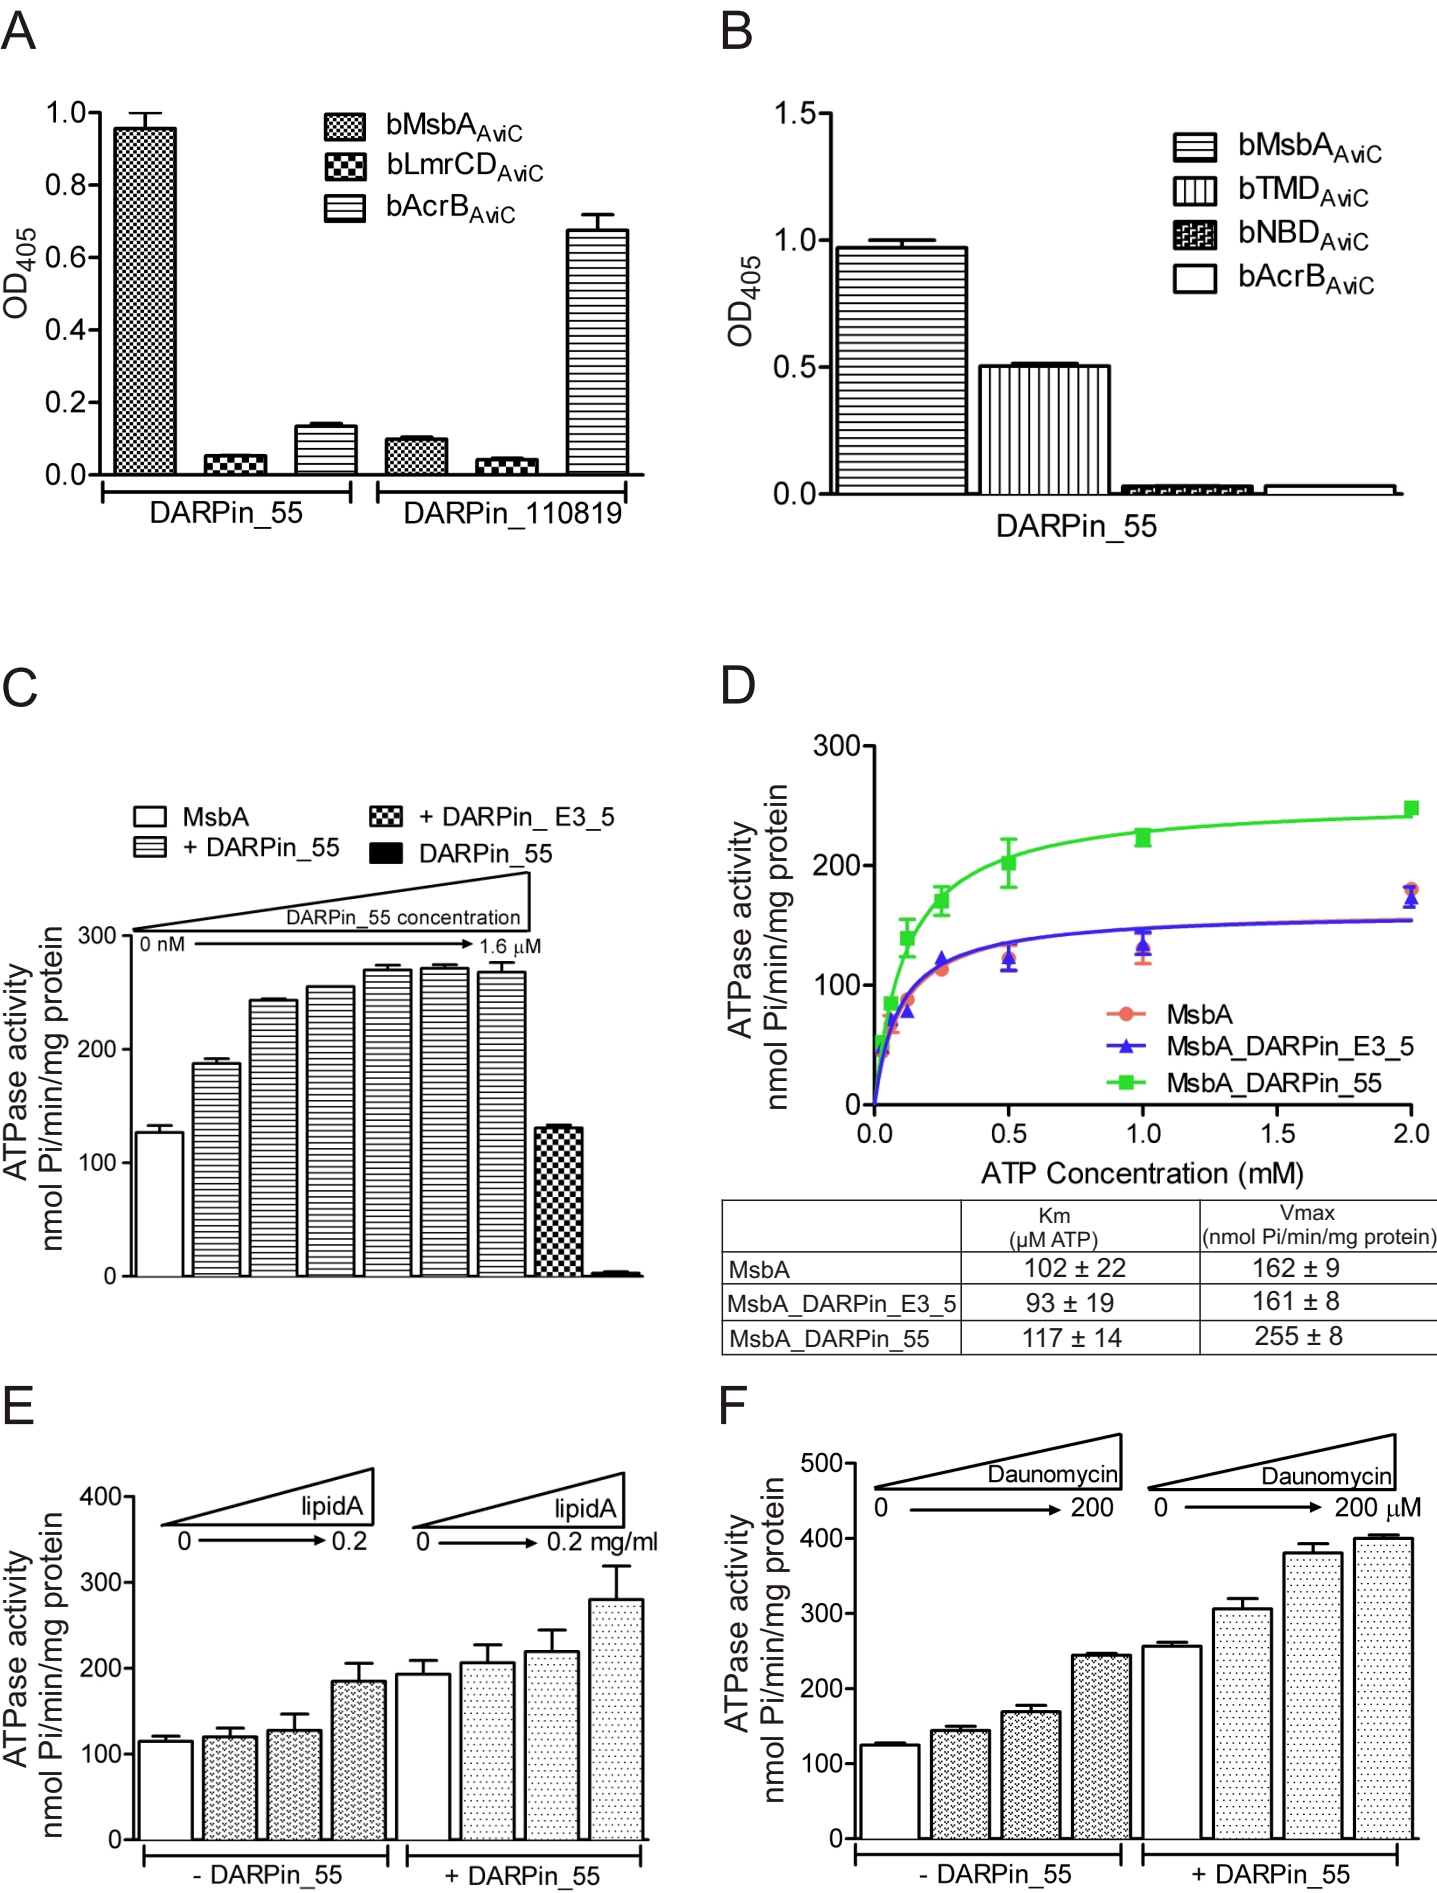 A
1.0
0.8
0.6
0.4
0.2
0.0
OD405
bMsbAAviC
bLmrCDAviC
bAcrBAviC
DARPin_55
DARPin_110819
B
1.5
1.0
0.5
0.0
OD405
bMsbAAviC
bTMDAviC
bNBDAviC
bAcrBAviC
DARPin_55
C
MsbA
+ DARPin_55
+ DARPin_ E3_5
DARPin_55
DARPin_55 concentration
0 nM
1.6 µM
300
200
100
0
ATPase activity
nmol Pi/min/mg protein
D
300
200
100
0
ATPase activity
nmol Pi/min/mg protein
MsbA
MsbA_DARPin_E3_5
MsbA_DARPin_55
0.0 0.5 1.0 1.5 2.0
ATP Concentration (mM)
Km Vmax
(µM ATP) (nmol Pi/min/mg protein)
MsbA 102 ± 22 162 ± 9
MsbA_DARPin_E3_5 93 ± 19 161 ± 8
MsbA_DARPin_55 117 ± 14 255 ± 8
E
400
300
200
100
0
ATPase activity
nmol Pi/min/mg protein
lipidA
0 0.2
lipidA
0 0.2 mg/ml
- DARPin_55
+ DARPin_55
F
500
400
300
200
100
0
ATPase activity
nmol Pi/min/mg protein
Daunomycin
0 200
Daunomycin
0 200 µM
- DARPin_55
+ DARPin_55